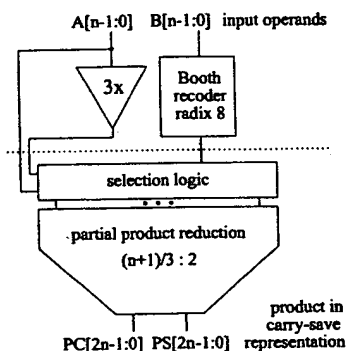 A[n-1:0] B[n-1:0] input operands
3x
Booth
recoder
radix 8
selection logic
partial product reduction
(n+1)/3 : 2
product in
carry-save
PC[2n-1:0] PS[2n-1:0] representation